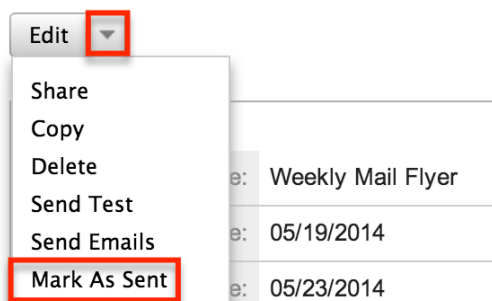 Edit
Share
Copy
Delete
e: Weekly Mail Flyer
Send Test
Send Emails
e: 05/19/2014
Mark As Sent
e: 05/23/2014